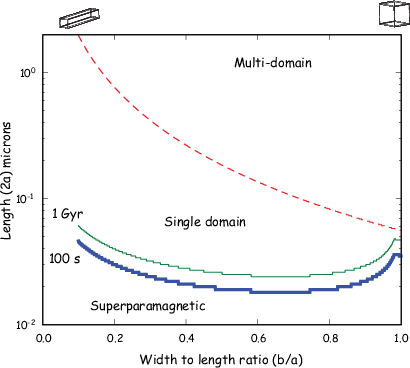 Multi-domain
10⁰
Length (2a) microns
10⁻¹
1 Gyr
Single domain
100 s
Superparamagnetic
10⁻²
0.0 0.2 0.4 0.6 0.8 1.0
Width to length ratio (b/a)